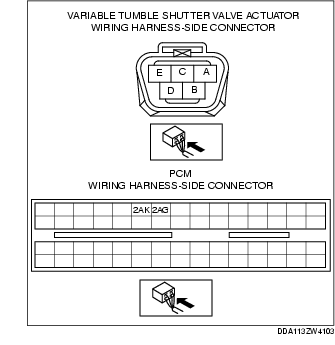 VARIABLE TUMBLE SHUTTER VALVE ACTUATOR
WIRING HARNESS-SIDE CONNECTOR
E C A
D B
PCM
WIRING HARNESS-SIDE CONNECTOR
2AK 2AG
DDA113ZW4103